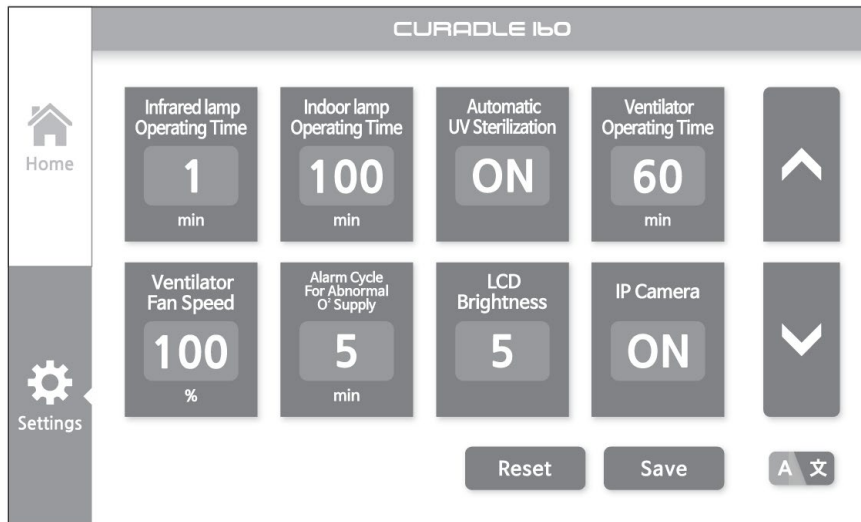 CURADLE IbO
Home
Infrared lamp
Operating Time
1
min
Indoor lamp
Operating Time
100
min
Automatic
UV Sterilization
ON
Ventilator
Operating Time
60
min
Ventilator
Fan Speed
100
%
Alarm Cycle
For Abnormal
O² Supply
5
min
LCD
Brightness
5
IP Camera
ON
Settings
Reset
Save
A 文